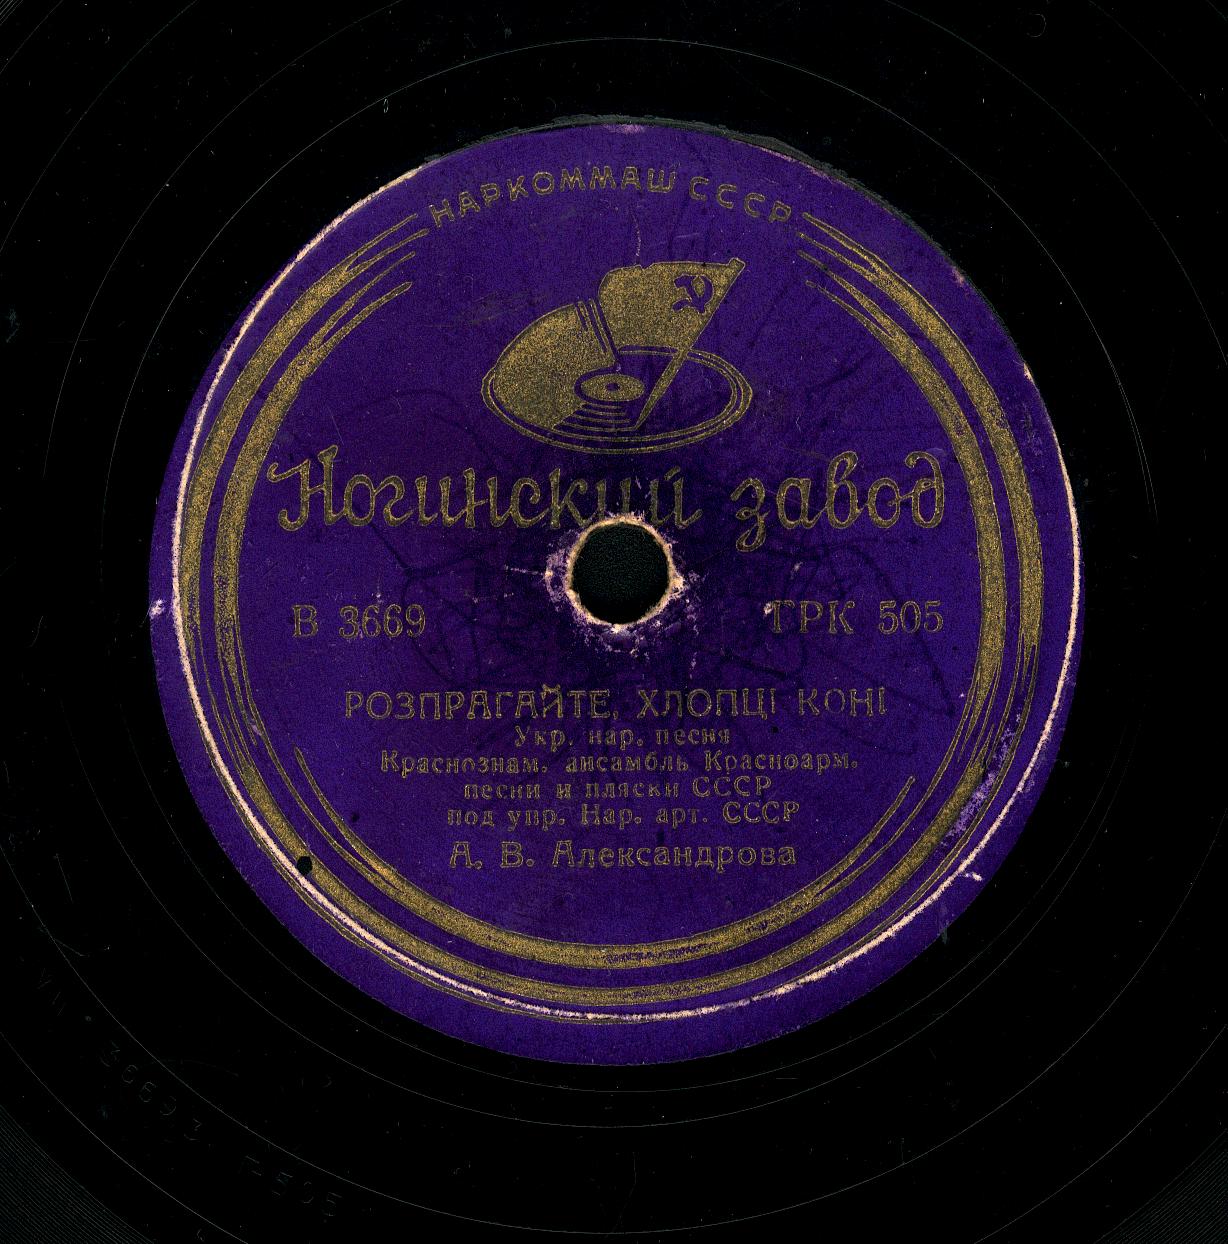 НАРКОММАШ СССР
Ногинский завод
В 3669 ГРК 505
РОЗПРАГАЙТЕ, ХЛОПЦІ КОНІ
Укр. нар. песня
Краснознам. ансамбль Красноарм.
песни и пляски СССР
под упр. Нар. арт. СССР
А. В. Александрова